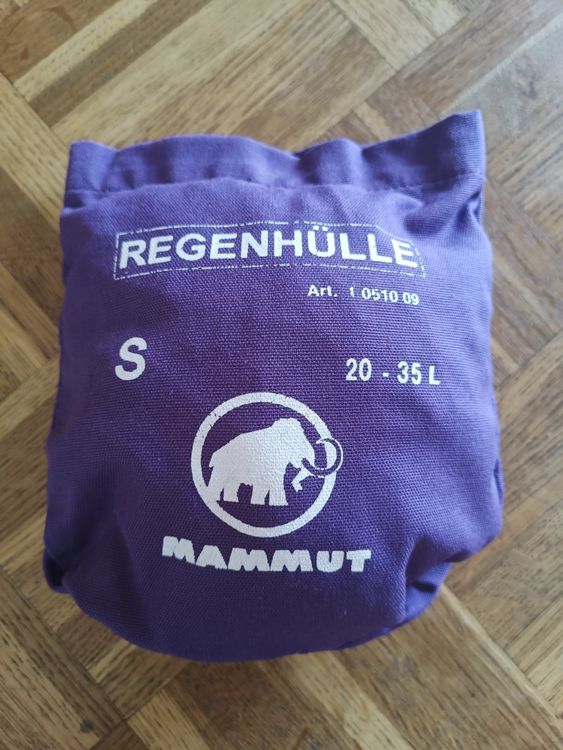 REGENHÜLLE
Art. 1 0510 09
S 20 - 35 L
MAMMUT